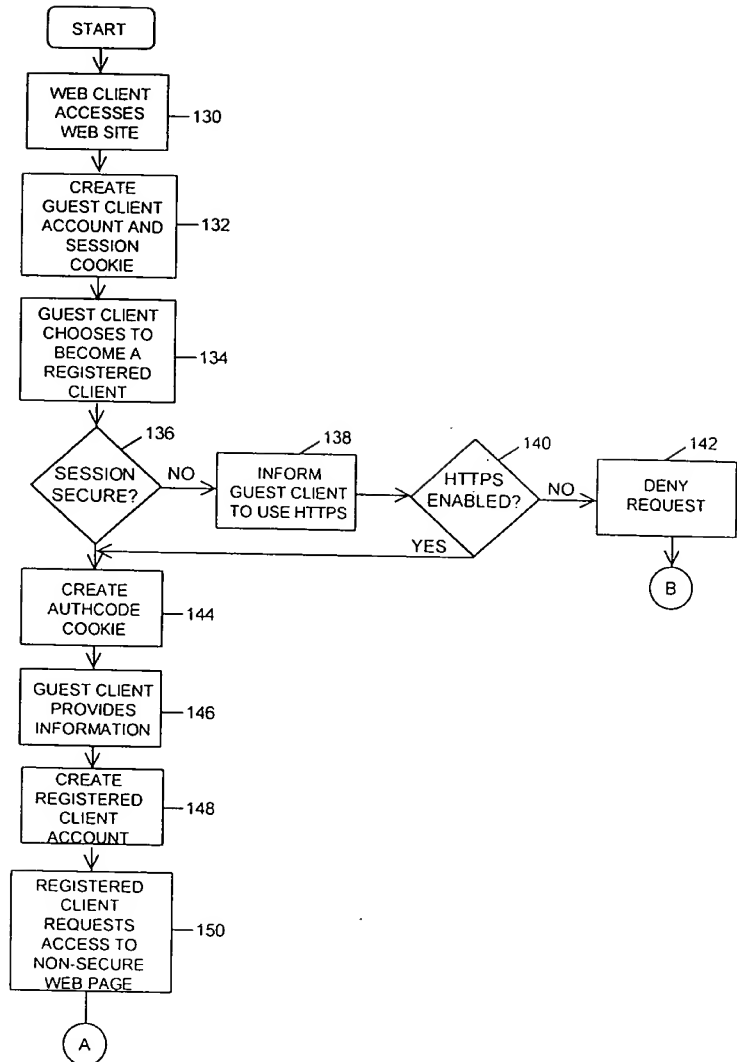 START
WEB CLIENT
ACCESSES
WEB SITE
130
CREATE
GUEST CLIENT
ACCOUNT AND
SESSION
COOKIE
132
GUEST CLIENT
CHOOSES TO
BECOME A
REGISTERED
CLIENT
134
136
SESSION
SECURE?
NO
138
INFORM
GUEST CLIENT
TO USE HTTPS
140
HTTPS
ENABLED?
NO
142
DENY
REQUEST
B
YES
CREATE
AUTHCODE
COOKIE
144
GUEST CLIENT
PROVIDES
INFORMATION
146
CREATE
REGISTERED
CLIENT
ACCOUNT
148
REGISTERED
CLIENT
REQUESTS
ACCESS TO
NON-SECURE
WEB PAGE
150
A